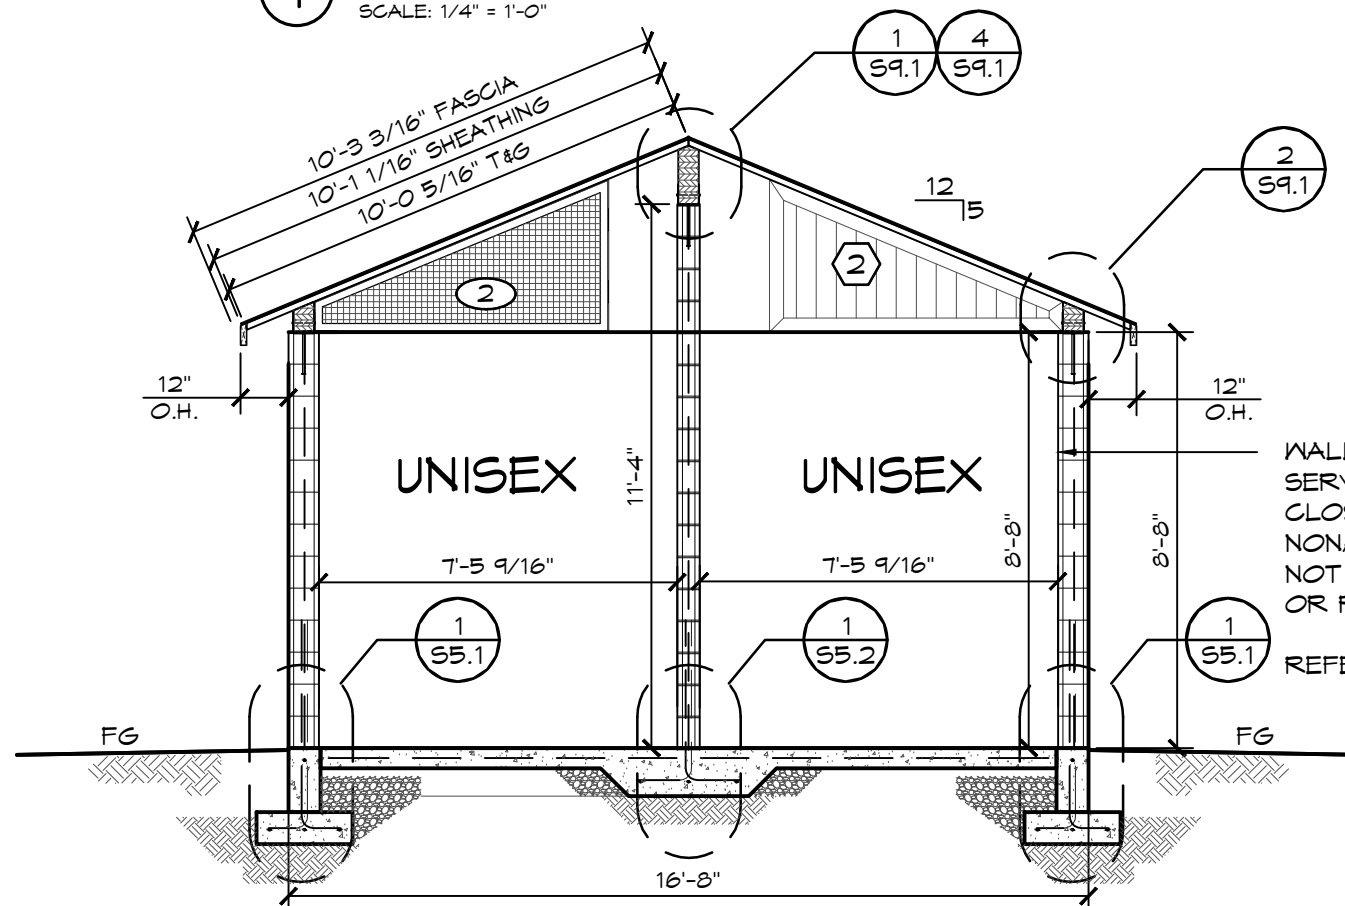 1
SCALE: 1/4" = 1'-0"
1
S9.1
4
S9.1
2
S9.1
10'-3 3/16" FASCIA
10'-1 1/16" SHEATHING
10'-0 5/16" T&G
12
5
2
2
12"
O.H.
12"
O.H.
UNISEX
11'-4"
UNISEX
8'-8"
8'-8"
7'-5 9/16"
7'-5 9/16"
1
S5.1
1
S5.2
1
S5.1
NOT
OR
FG
FG
16'-8"